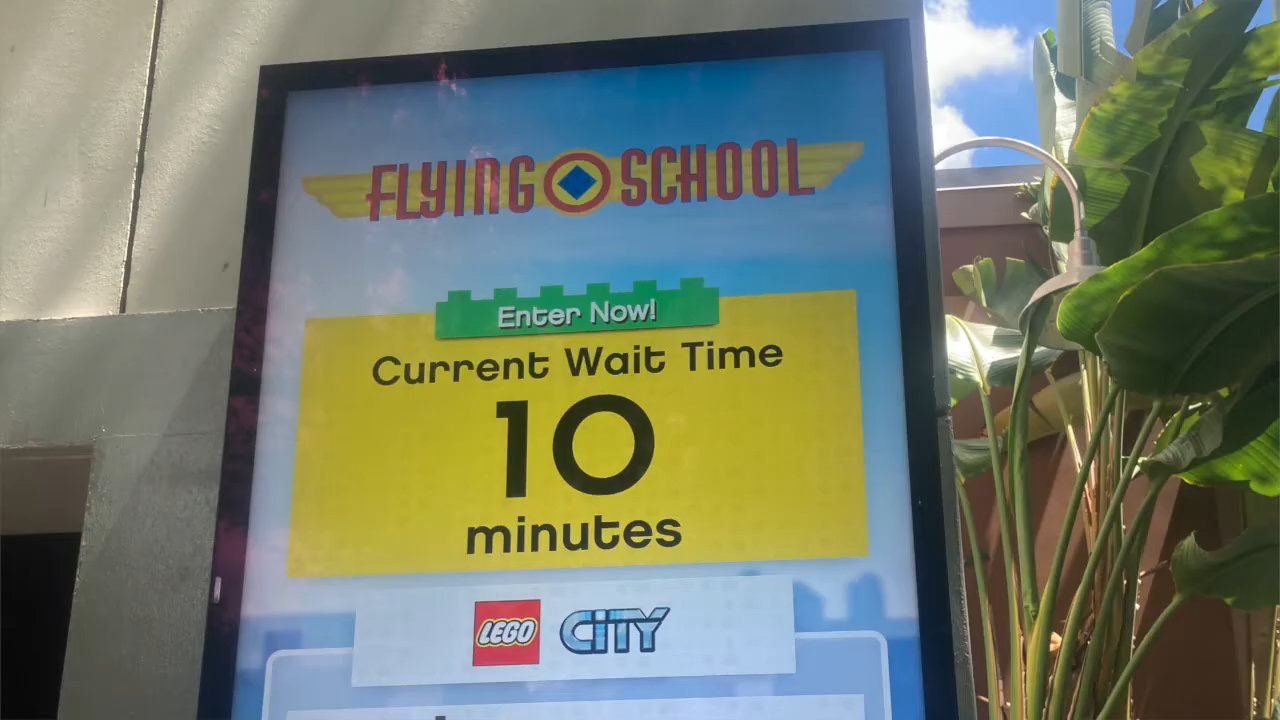 FLYING SCHOOL
Enter Now!
Current Wait Time
10
minutes
LEGO CITY